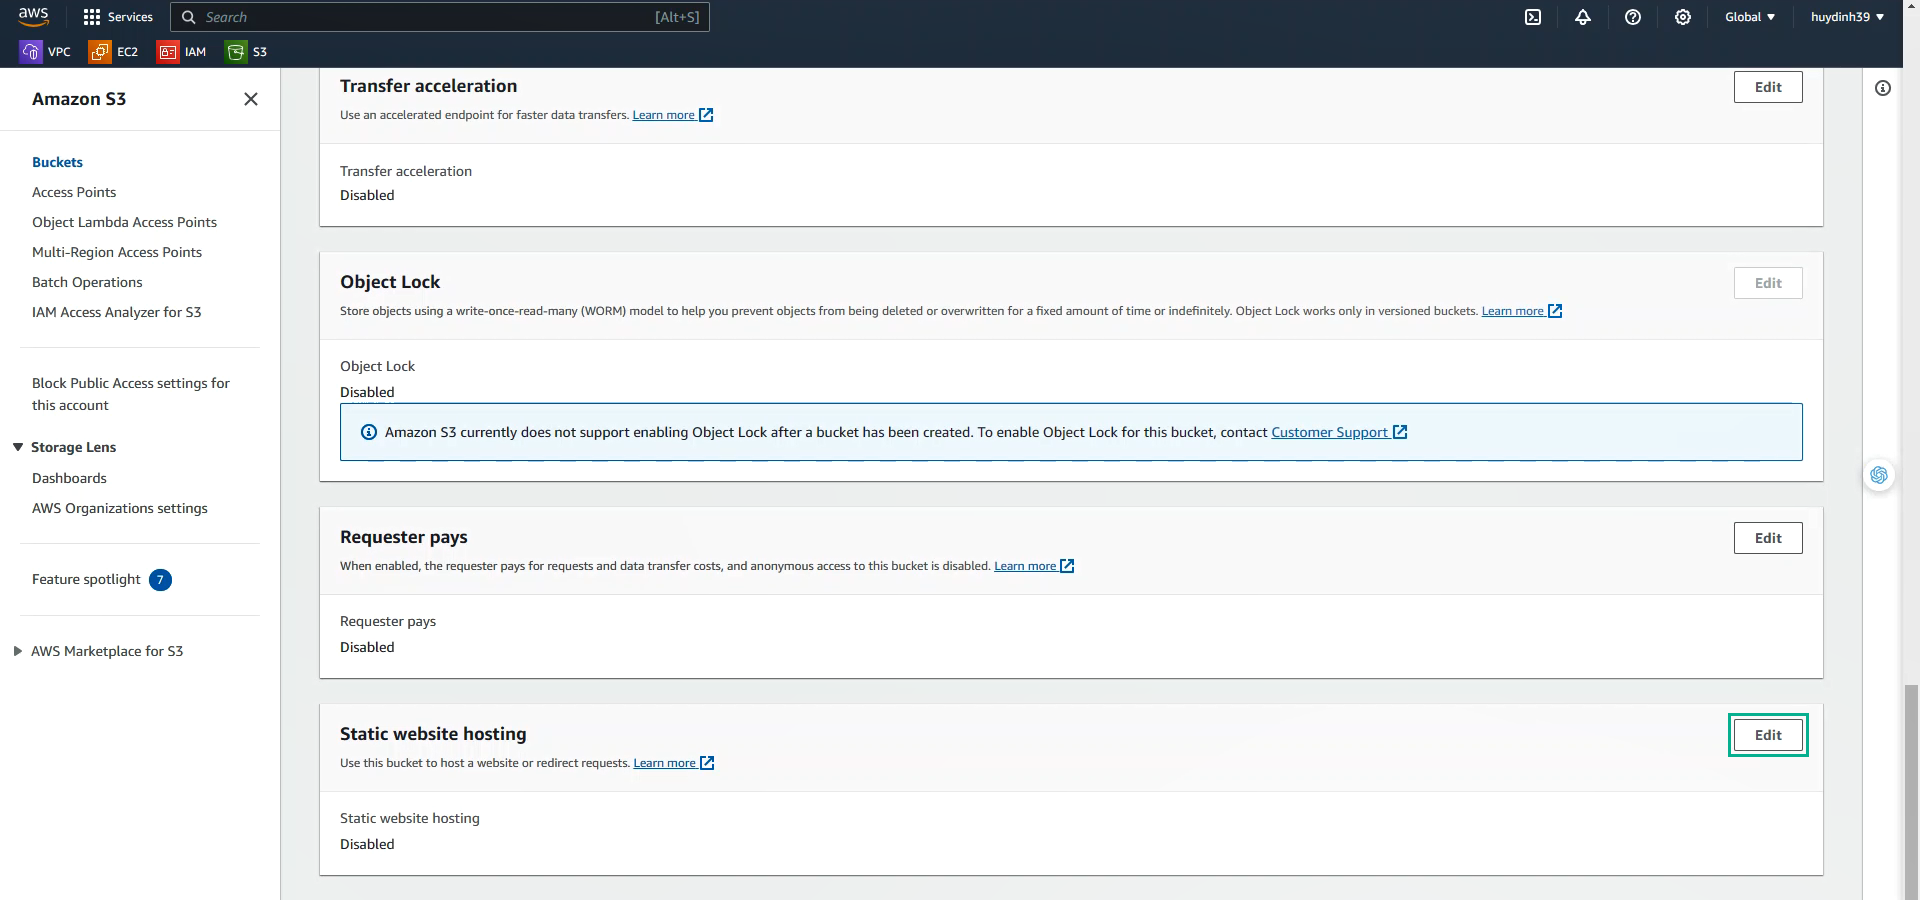 aws
Services
Search
[Alt+S]
Global
huydinh39
VPC
EC2
IAM
S3
Amazon S3
Buckets
Access Points
Object Lambda Access Points
Multi-Region Access Points
Batch Operations
IAM Access Analyzer for S3
Block Public Access settings for
this account
Storage Lens
Dashboards
AWS Organizations settings
Feature spotlight 7
AWS Marketplace for S3
Transfer acceleration
Edit
Use an accelerated endpoint for faster data transfers. Learn more
Transfer acceleration
Disabled
Object Lock
Edit
Store objects using a write-once-read-many (WORM) model to help you prevent objects from being deleted or overwritten for a fixed amount of time or indefinitely. Object Lock works only in versioned buckets. Learn more
Object Lock
Disabled
Amazon S3 currently does not support enabling Object Lock after a bucket has been created. To enable Object Lock for this bucket, contact Customer Support
Requester pays
Edit
When enabled, the requester pays for requests and data transfer costs, and anonymous access to this bucket is disabled. Learn more
Requester pays
Disabled
Static website hosting
Edit
Use this bucket to host a website or redirect requests. Learn more
Static website hosting
Disabled